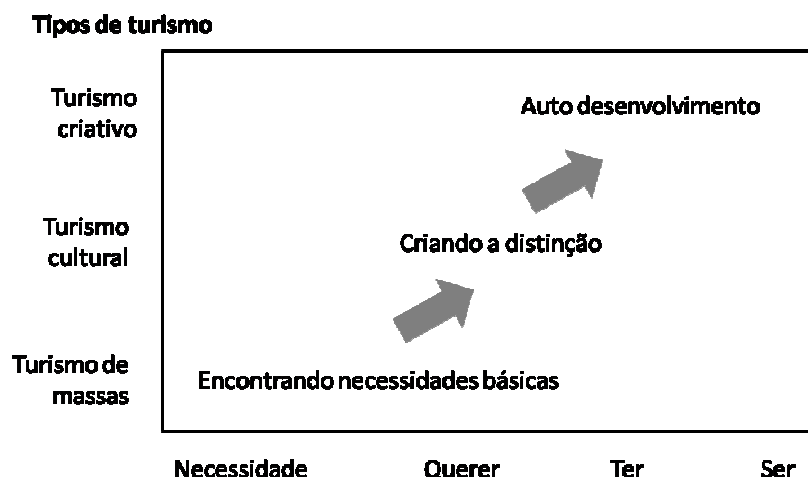 Tipos de turismo
Turismo
criativo
Auto desenvolvimento
Turismo
cultural
Criando a distinção
Turismo de
massas
Encontrando necessidades básicas
Necessidade
Querer
Ter
Ser